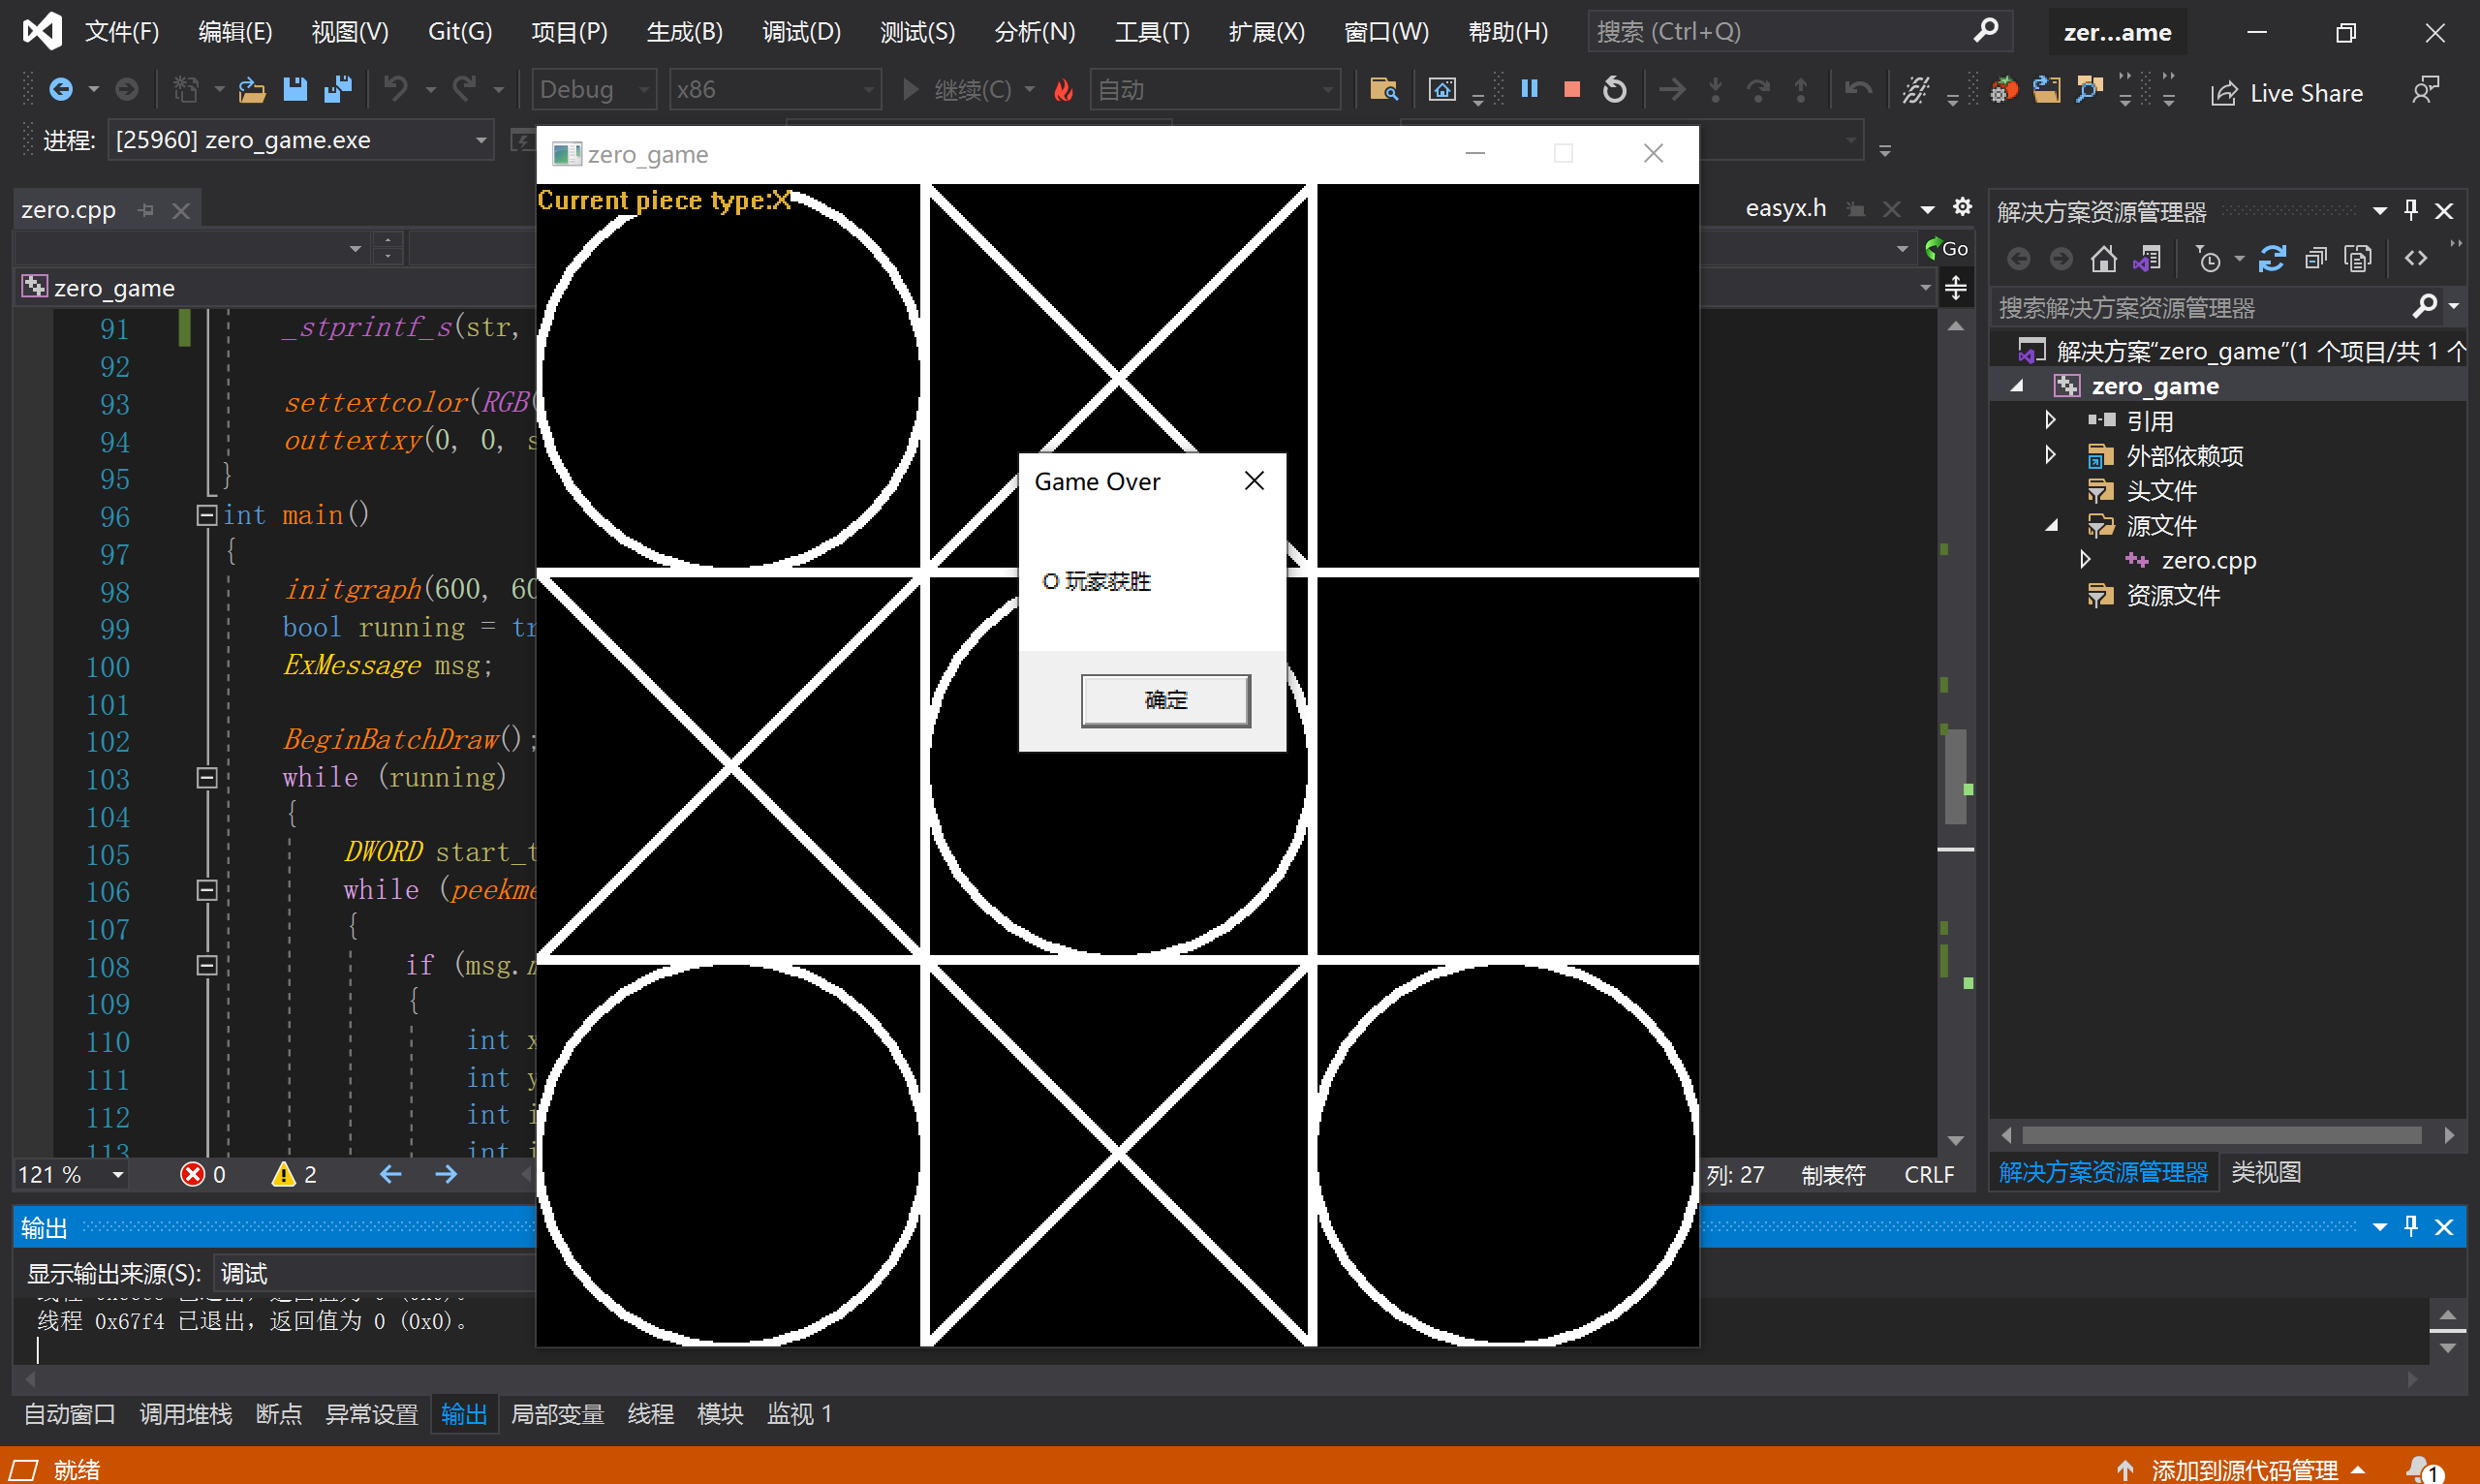 文件(F) 编辑(E) 视图(V) Git(G) 项目(P) 生成(B) 调试(D) 测试(S) 分析(N) 工具(T) 扩展(X) 窗口(W) 帮助(H) 搜索 (Ctrl+Q) zer...ame
Debug x86 继续(C) 自动 Live Share
进程: [25960] zero_game.exe
zero_game
zero.cpp easyx.h 解决方案资源管理器
Current piece type:X
Go
zero_game
搜索解决方案资源管理器
解决方案"zero_game"(1 个项目/共 1 个
zero_game
引用
外部依赖项
头文件
源文件
zero.cpp
资源文件
91 _stprintf_s(str,
92
93 settextcolor(RGB(
94 outtextxy(0, 0, s
95 }
96 int main()
97 {
98 initgraph(600, 60
99 bool running = tr
100 ExMessage msg;
101
102 BeginBatchDraw();
103 while (running)
104 {
105 DWORD start_t
106 while (peekme
107 {
108 if (msg.m
109 {
110 int x
111 int y
112 int i
113 int j
Game Over
O 玩家获胜
确定
121 % 0 2 列: 27 制表符 CRLF
解决方案资源管理器 类视图
输出
显示输出来源(S): 调试
线程 0x67f4 已退出，返回值为 0 (0x0)。
自动窗口 调用堆栈 断点 异常设置 输出 局部变量 线程 模块 监视 1
就绪 添加到源代码管理 1